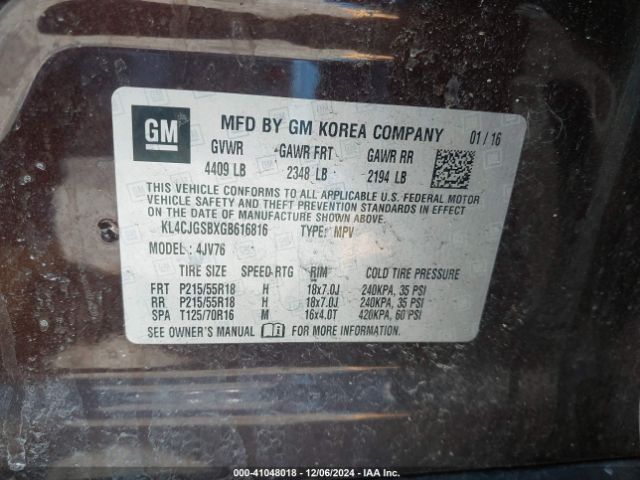 GM
MFD BY GM KOREA COMPANY 01 / 16
GVWR GAWR FRT GAWR RR
4409 LB 2348 LB 2194 LB
THIS VEHICLE CONFORMS TO ALL APPLICABLE U.S. FEDERAL MOTOR
VEHICLE SAFETY AND THEFT PREVENTION STANDARDS IN EFFECT
ON THE DATE OF MANUFACTURE SHOWN ABOVE.
KL4CJGSBXGB616816 TYPE: MPV
MODEL : 4JV76
TIRE SIZE SPEED RTG RIM COLD TIRE PRESSURE
FRT P215/55R18 H 18x7.0J 240KPA, 35 PSI
RR P215/55R18 H 18x7.0J 240KPA, 35 PSI
SPA T125/70R16 M 16x4.0T 420KPA, 60 PSI
SEE OWNER'S MANUAL FOR MORE INFORMATION.
000-41048018 - 12/06/2024 - IAA Inc.